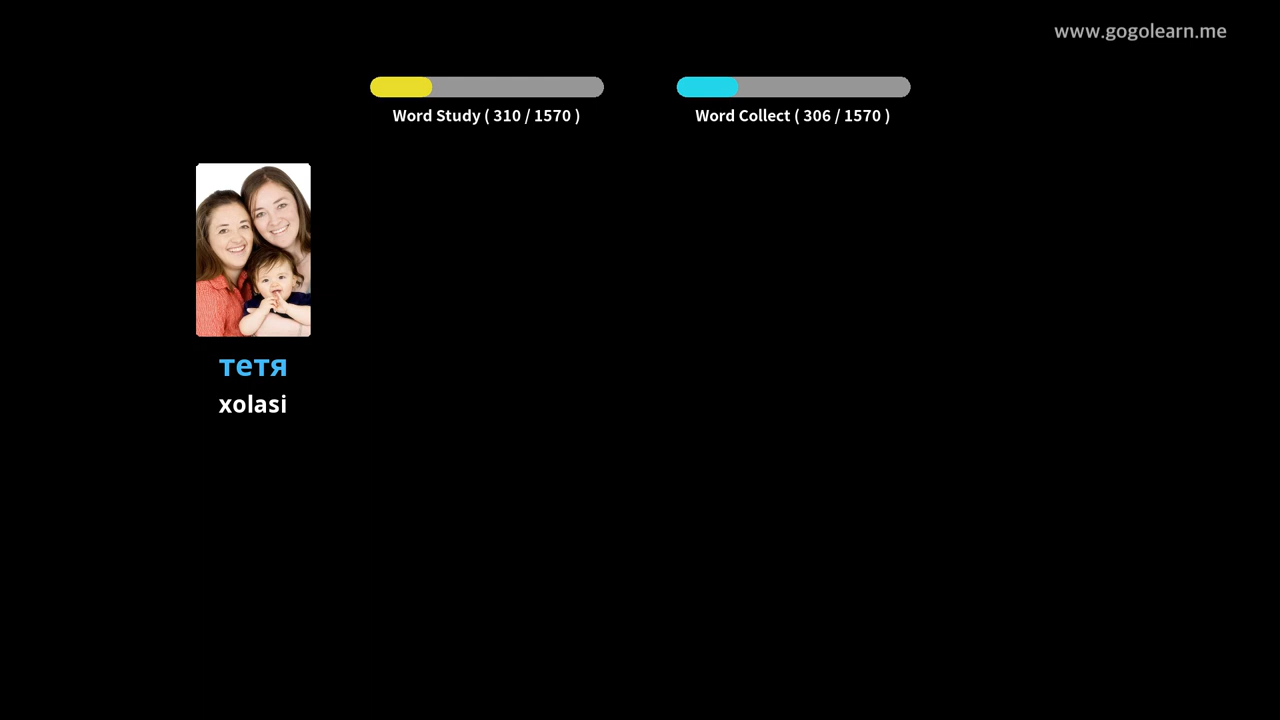 www.gogolearn.me
Word Study ( 310 / 1570 )
Word Collect ( 306 / 1570 )
тетя
xolasi